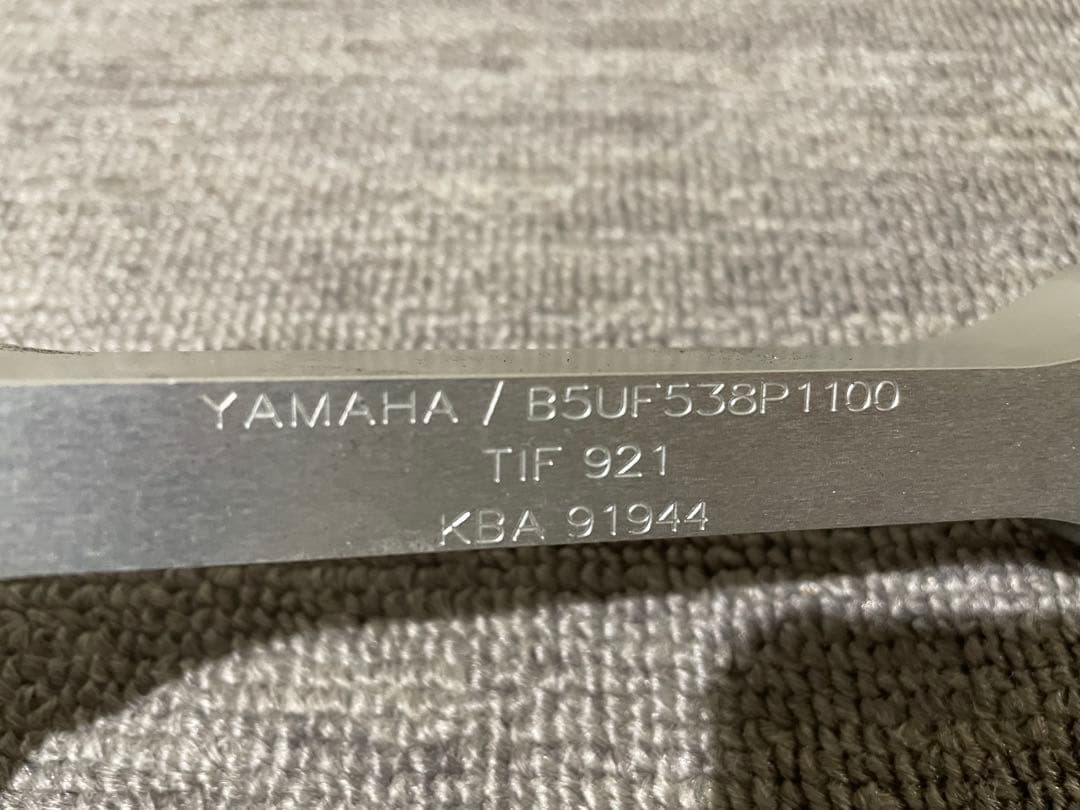 YAMAHA / B5UF538P1100
TIF 921
KBA 91944